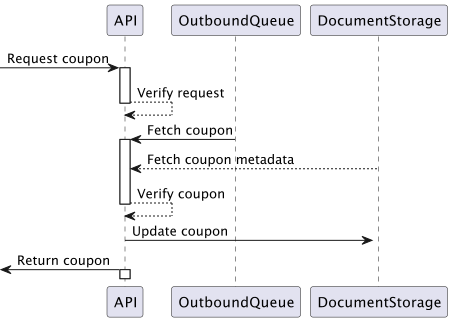 API OutboundQueue DocumentStorage
Request coupon
Verify request
Fetch coupon
Fetch coupon metadata
Verify coupon
Update coupon
Return coupon
API OutboundQueue DocumentStorage